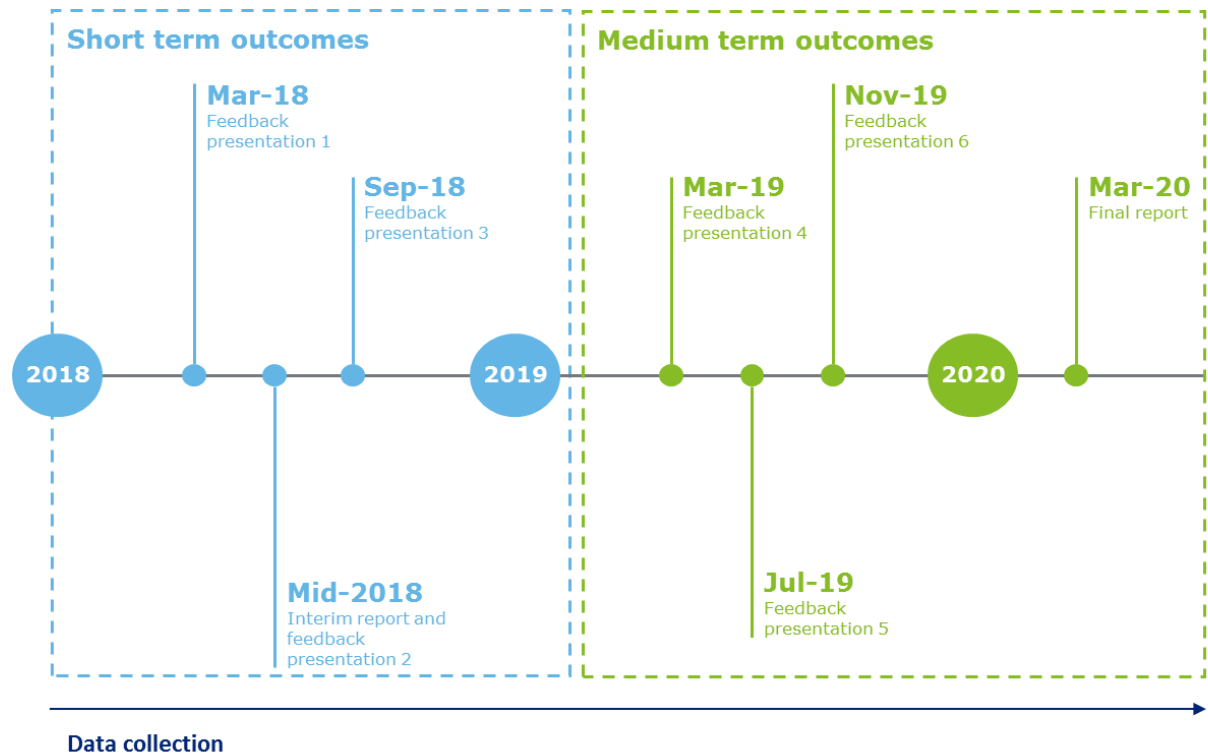 Short term outcomes
Medium term outcomes
Mar-18
Feedback
presentation 1
Nov-19
Feedback
presentation 6
Sep-18
Feedback
presentation 3
Mar-19
Feedback
presentation 4
Mar-20
Final report
2018
2019
2020
Mid-2018
Interim report and
feedback
presentation 2
Jul-19
Feedback
presentation 5
Data collection